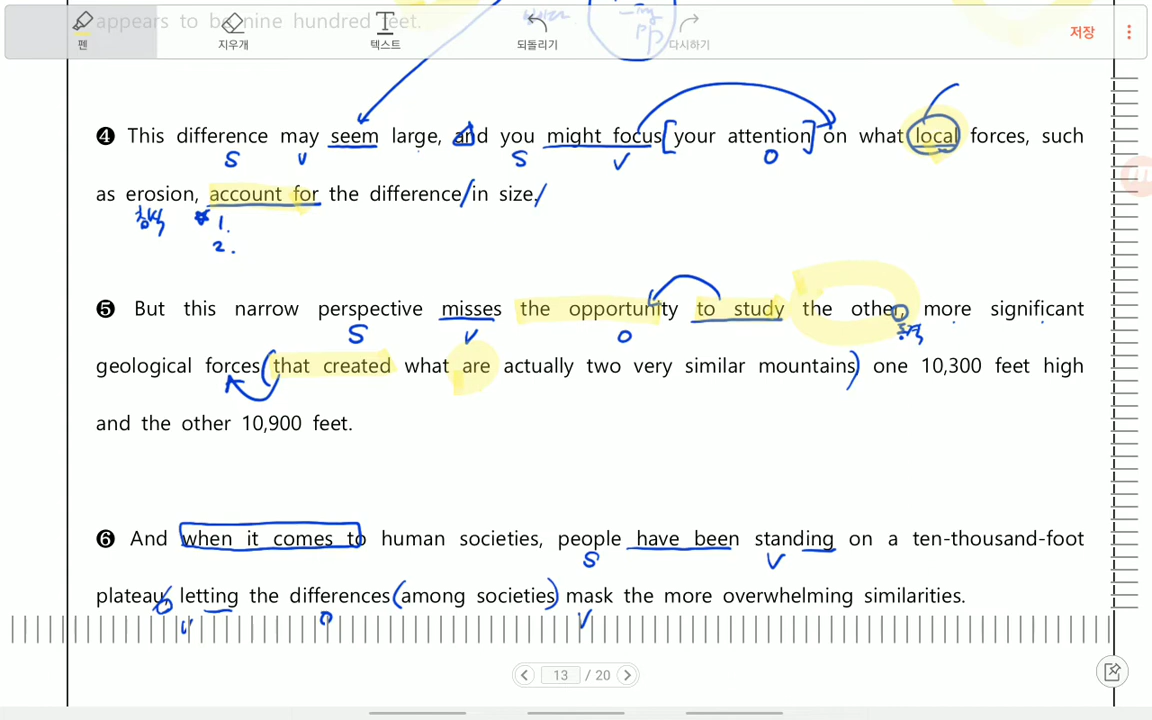 appears to be nine hundred feet.
펜 지우개 텍스트 되돌리기 다시하기 저장
-ing
pp
❹ This difference may seem large, and you might focus your attention on what local forces, such
S V S V O
as erosion, account for the difference in size.
침식 * 1.
2.
❺ But this narrow perspective misses the opportunity to study the other, more significant
S V O 동격
geological forces that created what are actually two very similar mountains, one 10,300 feet high
and the other 10,900 feet.
❻ And when it comes to human societies, people have been standing on a ten-thousand-foot
S V
plateau, letting the differences among societies mask the more overwhelming similarities.
V O V
13 / 20